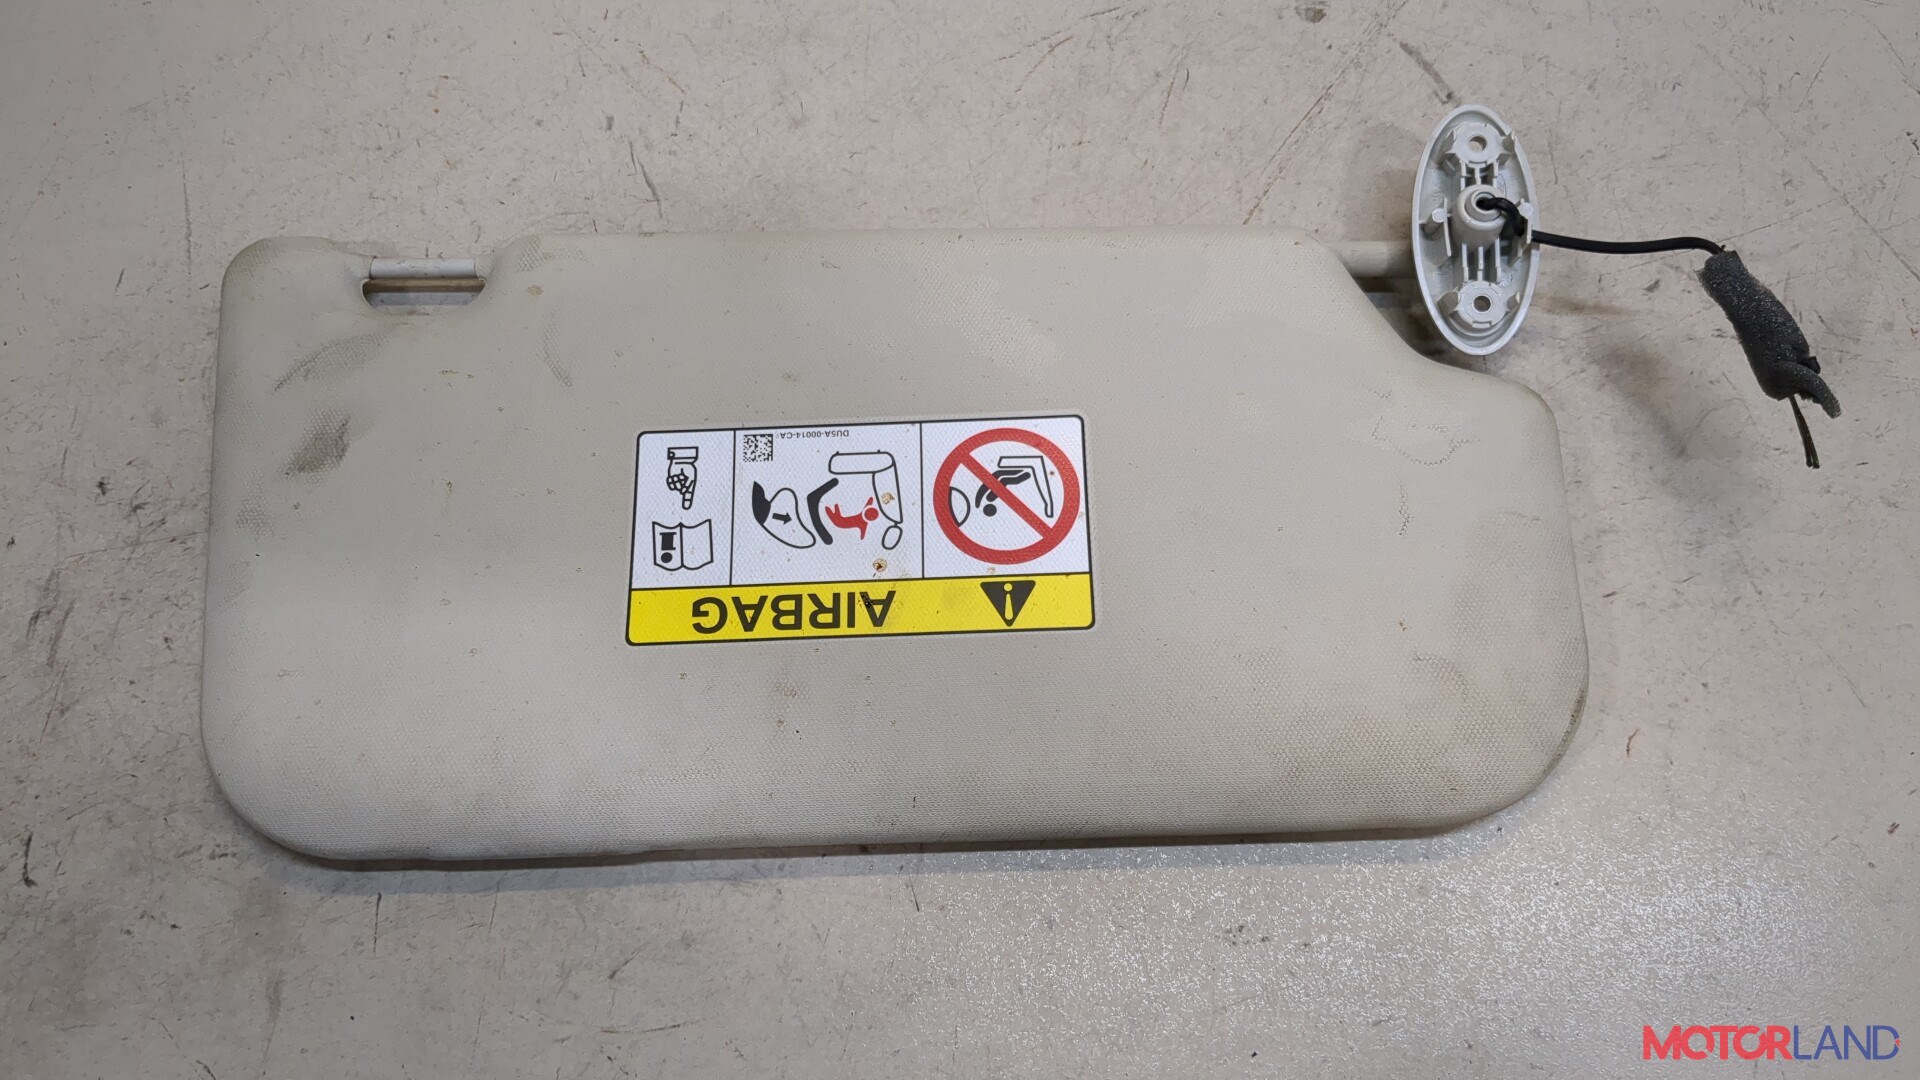 DU5A-00014-CA
AIRBAG
MOTORLAND